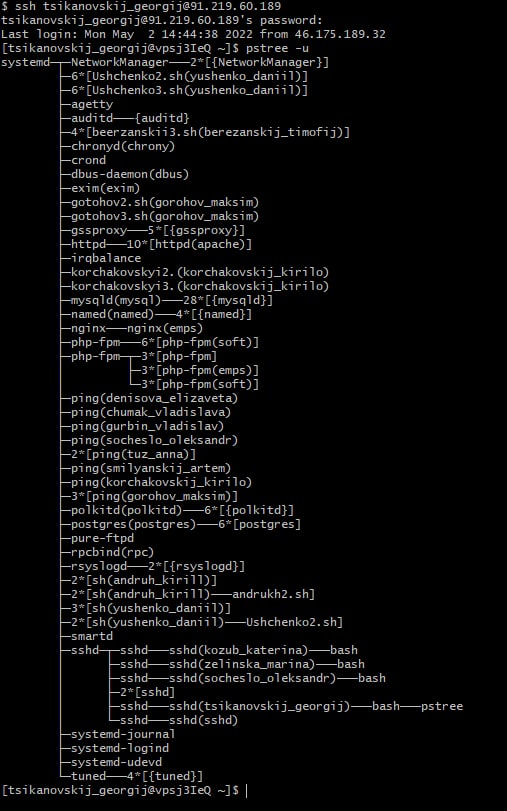 $ ssh tsikanovskij_georgij@91.219.60.189
tsikanovskij_georgij@91.219.60.189's password:
Last login: Mon May  2 14:44:38 2022 from 46.175.189.32
[tsikanovskij_georgij@vpsj3IeQ ~]$ pstree -u
systemd─┬─NetworkManager───2*[{NetworkManager}]
        ├─6*[Ushchenko2.sh(yushenko_daniil)]
        ├─6*[Ushchenko3.sh(yushenko_daniil)]
        ├─agetty
        ├─auditd───{auditd}
        ├─4*[beerzanskii3.sh(berezanskij_timofij)]
        ├─chronyd(chrony)
        ├─crond
        ├─dbus-daemon(dbus)
        ├─exim(exim)
        ├─gotohov2.sh(gorohov_maksim)
        ├─gotohov3.sh(gorohov_maksim)
        ├─gssproxy───5*[{gssproxy}]
        ├─httpd───10*[httpd(apache)]
        ├─irqbalance
        ├─korchakovskyi2.(korchakovskij_kirilo)
        ├─korchakovskyi3.(korchakovskij_kirilo)
        ├─mysqld(mysql)───28*[{mysqld}]
        ├─named(named)───4*[{named}]
        ├─nginx───nginx(emps)
        ├─php-fpm───6*[php-fpm(soft)]
        ├─php-fpm─┬─3*[php-fpm]
        │         ├─3*[php-fpm(emps)]
        │         └─3*[php-fpm(soft)]
        ├─ping(denisova_elizaveta)
        ├─ping(chumak_vladislava)
        ├─ping(gurbin_vladislav)
        ├─ping(socheslo_oleksandr)
        ├─2*[ping(tuz_anna)]
        ├─ping(smilyanskij_artem)
        ├─ping(korchakovskij_kirilo)
        ├─3*[ping(gorohov_maksim)]
        ├─polkitd(polkitd)───6*[{polkitd}]
        ├─postgres(postgres)───6*[postgres]
        ├─pure-ftpd
        ├─rpcbind(rpc)
        ├─rsyslogd───2*[{rsyslogd}]
        ├─2*[sh(andruh_kirill)]
        ├─2*[sh(andruh_kirill)───andrukh2.sh]
        ├─3*[sh(yushenko_daniil)]
        ├─2*[sh(yushenko_daniil)───Ushchenko2.sh]
        ├─smartd
        ├─sshd─┬─sshd───sshd(kozub_katerina)───bash
        │      ├─sshd───sshd(zelinska_marina)───bash
        │      ├─sshd───sshd(socheslo_oleksandr)───bash
        │      ├─2*[sshd]
        │      ├─sshd───sshd(tsikanovskij_georgij)───bash───pstree
        │      └─sshd───sshd(sshd)
        ├─systemd-journal
        ├─systemd-logind
        ├─systemd-udevd
        └─tuned───4*[{tuned}]
[tsikanovskij_georgij@vpsj3IeQ ~]$